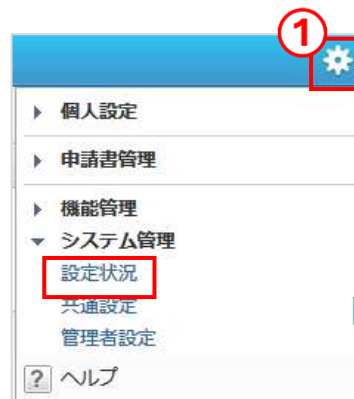 ①
個人設定
申請書管理
機能管理
システム管理
設定状況
共通設定
管理者設定
? ヘルプ